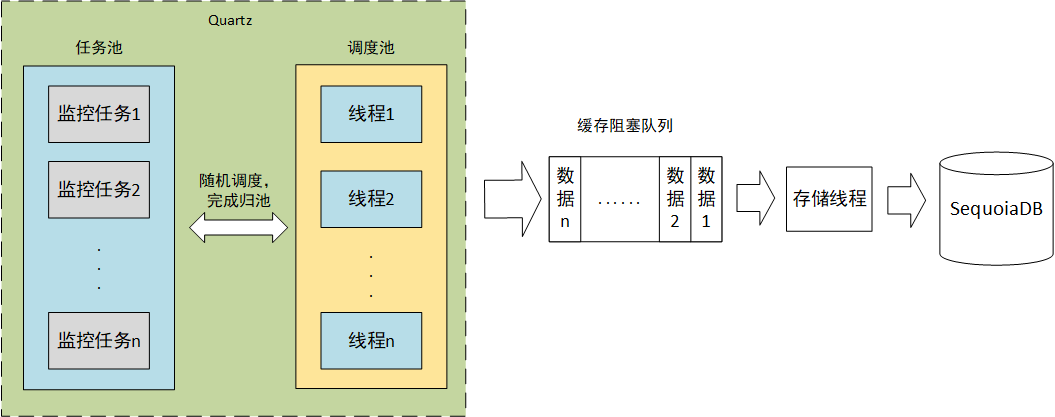 Quartz
任务池
调度池
监控任务1
监控任务2
.
.
.
监控任务n
随机调度，
完成归池
线程1
线程2
.
.
.
线程n
缓存阻塞队列
数据n
......
数据2
数据1
存储线程
SequoiaDB